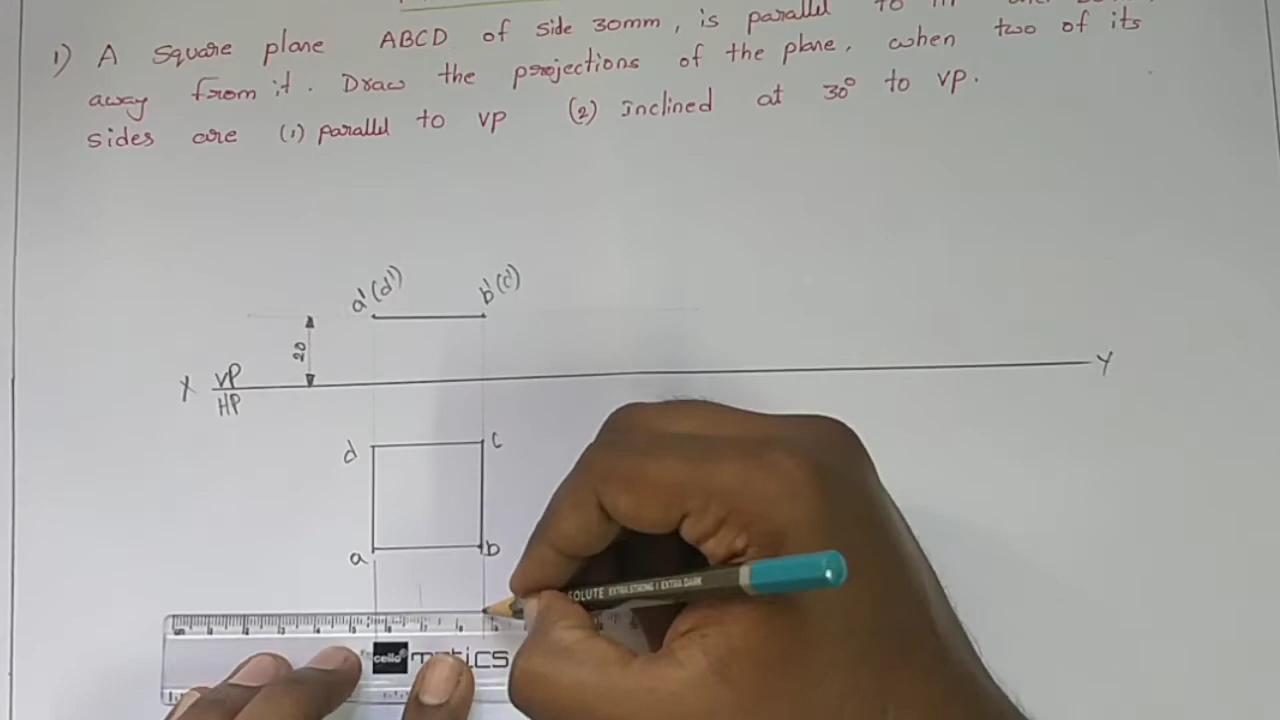 1) A square plane ABCD of side 30mm, is parallel to
away from it. Draw the projections of the plane, when two of its
sides are (1) parallel to VP (2) Inclined at 30° to VP.
a'(d') b'(c')
20
X VP Y
HP
d c
a b
SOLUTE EXTRA STRONG | EXTRA DARK
cello